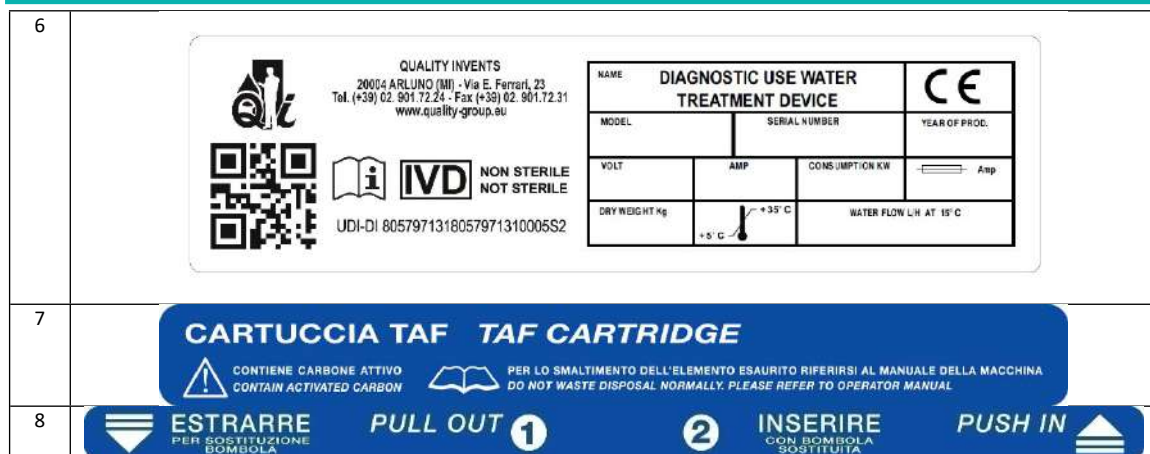 6
QUALITY INVENTS
20004 ARLUNO (MI) - Via E. Ferrari, 23
Tel. (+39) 02. 901.72.24 - Fax (+39) 02. 901.72.31
www.quality-group.eu
i IVD NON STERILE
NOT STERILE
UDI-DI 8057971318057971310005S2
NAME DIAGNOSTIC USE WATER
TREATMENT DEVICE
CE
MODEL SERIAL NUMBER YEAR OF PROD.
VOLT AMP CONSUMPTION KW Amp
DRY WEIGHT Kg +5°C +35°C WATER FLOW L/H AT 15°C
7
CARTUCCIA TAF TAF CARTRIDGE
CONTIENE CARBONE ATTIVO
CONTAIN ACTIVATED CARBON
PER LO SMALTIMENTO DELL'ELEMENTO ESAURITO RIFERIRSI AL MANUALE DELLA MACCHINA
DO NOT WASTE DISPOSAL NORMALLY. PLEASE REFER TO OPERATOR MANUAL
8
ESTRARRE PULL OUT 1
PER SOSTITUZIONE
BOMBOLA
2 INSERIRE PUSH IN
CON BOMBOLA
SOSTITUITA